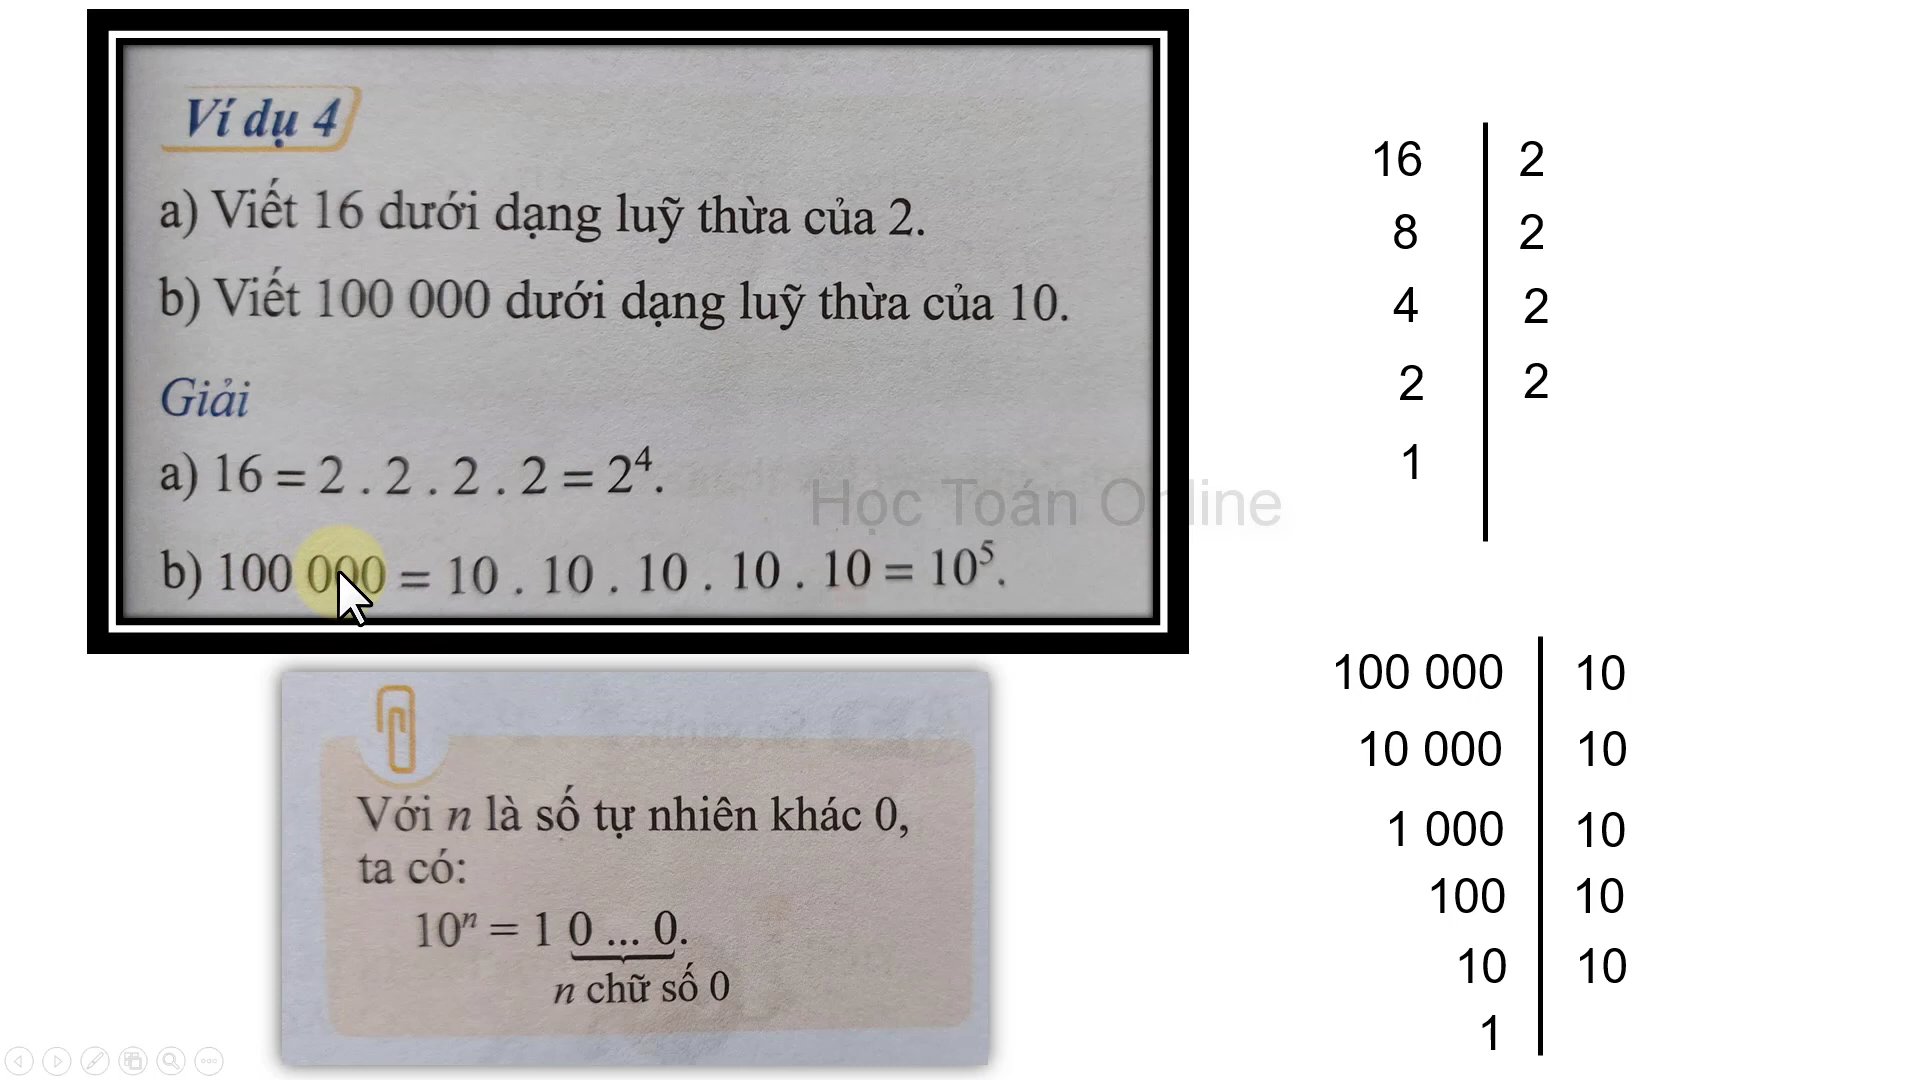 Ví dụ 4
a) Viết 16 dưới dạng luỹ thừa của 2.
b) Viết 100 000 dưới dạng luỹ thừa của 10.
Giải
a) 16 = 2 . 2 . 2 . 2 = 2⁴.
b) 100 000 = 10 . 10 . 10 . 10 . 10 = 10⁵.
Học Toán Online
Với n là số tự nhiên khác 0,
ta có:
10ⁿ = 1 0 ... 0.
n chữ số 0
16 2
8 2
4 2
2 2
1
100 000 10
10 000 10
1 000 10
100 10
10 10
1